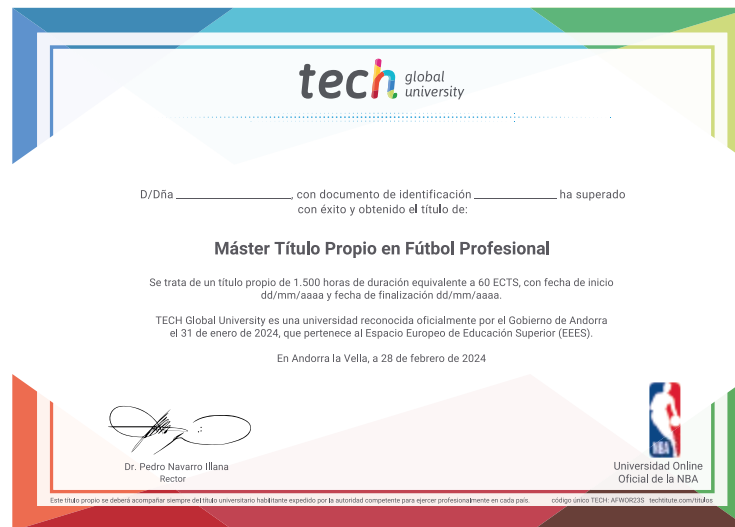 tech global university
D/Dña ______________, con documento de identificación ______________ ha superado
con éxito y obtenido el título de:
Máster Título Propio en Fútbol Profesional
Se trata de un título propio de 1.500 horas de duración equivalente a 60 ECTS, con fecha de inicio
dd/mm/aaaa y fecha de finalización dd/mm/aaaa.
TECH Global University es una universidad reconocida oficialmente por el Gobierno de Andorra
el 31 de enero de 2024, que pertenece al Espacio Europeo de Educación Superior (EEES).
En Andorra la Vella, a 28 de febrero de 2024
Dr. Pedro Navarro Illana
Rector
NBA
Universidad Online
Oficial de la NBA
Este título propio se deberá acompañar siempre del título universitario habilitante expedido por la autoridad competente para ejercer profesionalmente en cada país. código único TECH: AFWOR23S techtitute.com/titulos